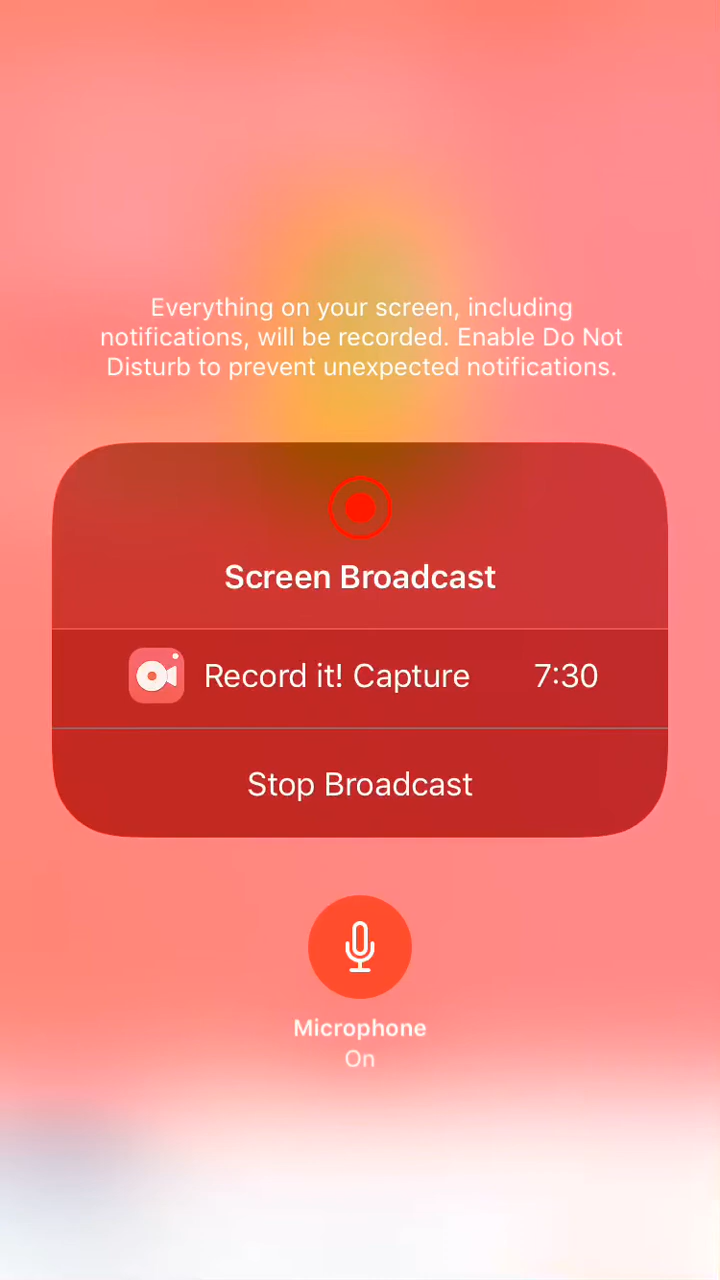 Everything on your screen, including
notifications, will be recorded. Enable Do Not
Disturb to prevent unexpected notifications.
Screen Broadcast
Record it! Capture 7:30
Stop Broadcast
Microphone
On